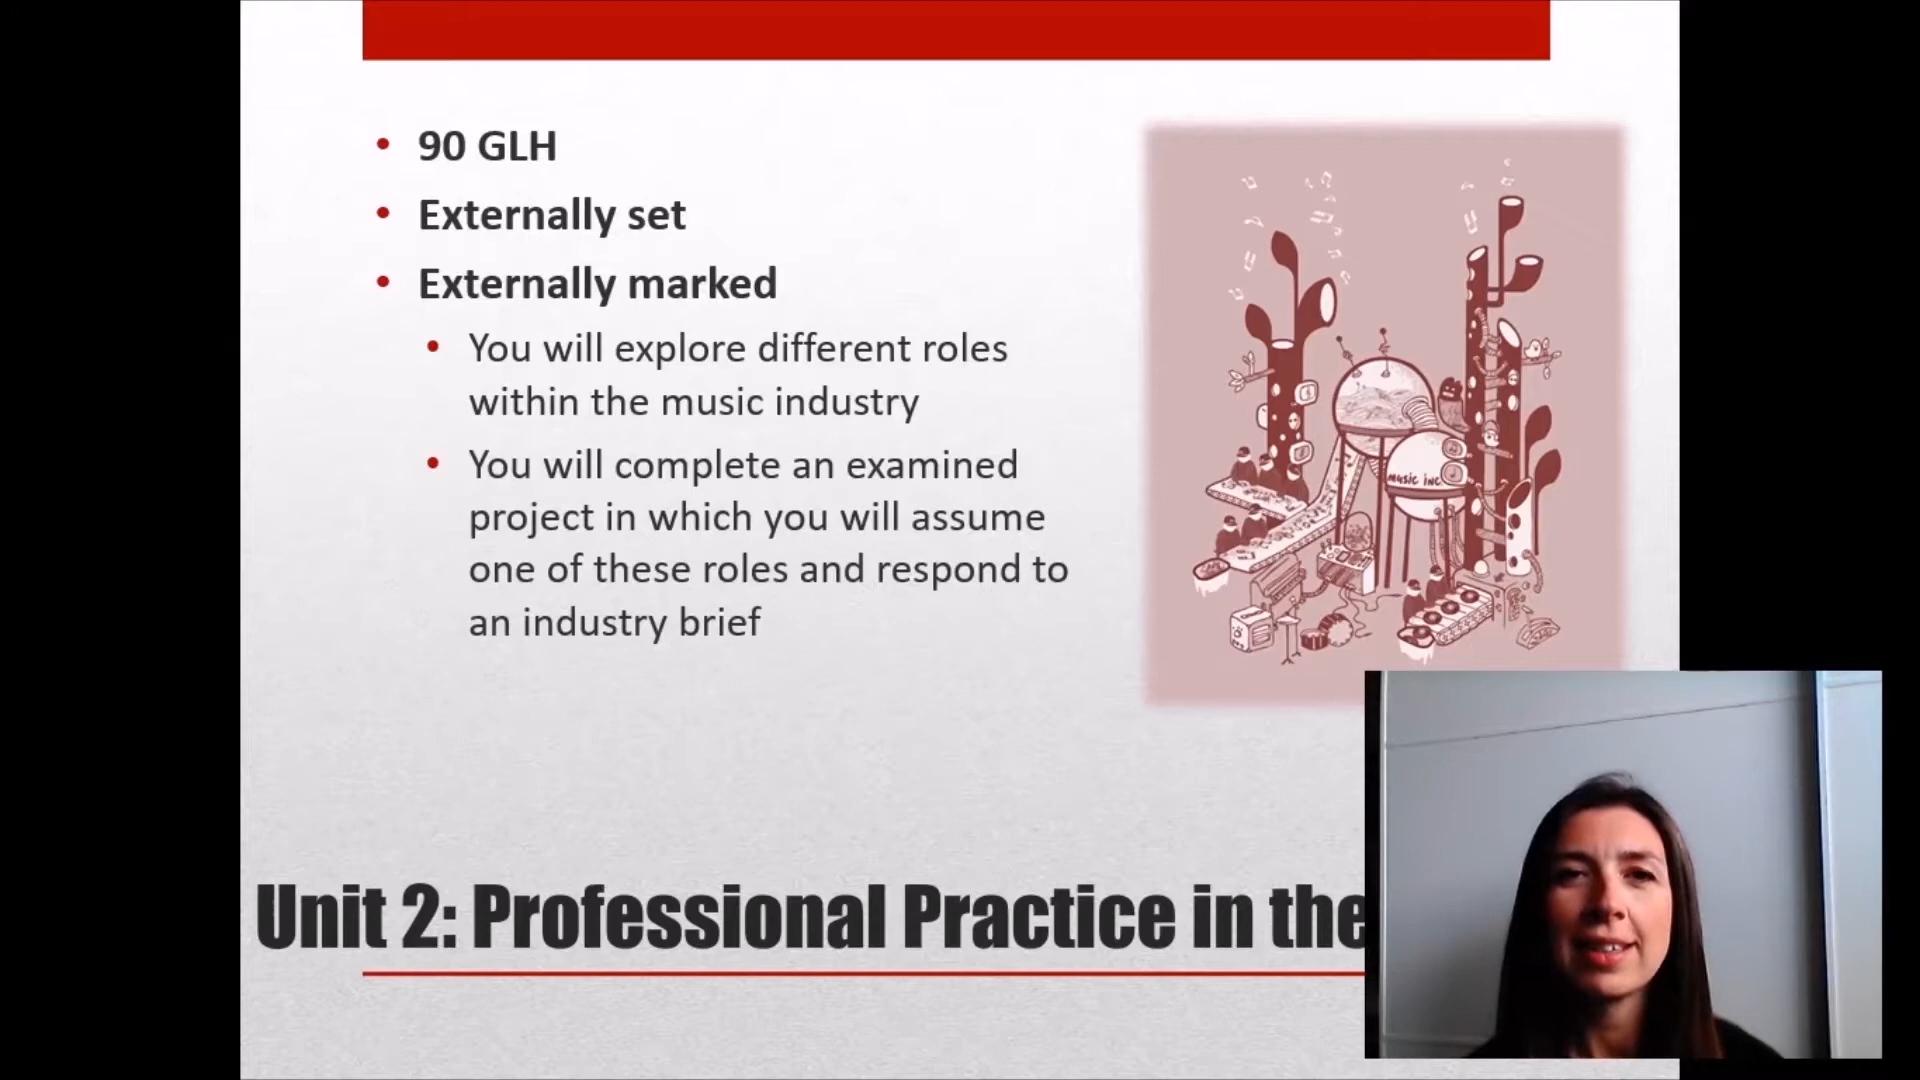 90 GLH
Externally set
Externally marked
You will explore different roles
within the music industry
You will complete an examined
project in which you will assume
one of these roles and respond to
an industry brief
music inc
Unit 2: Professional Practice in the